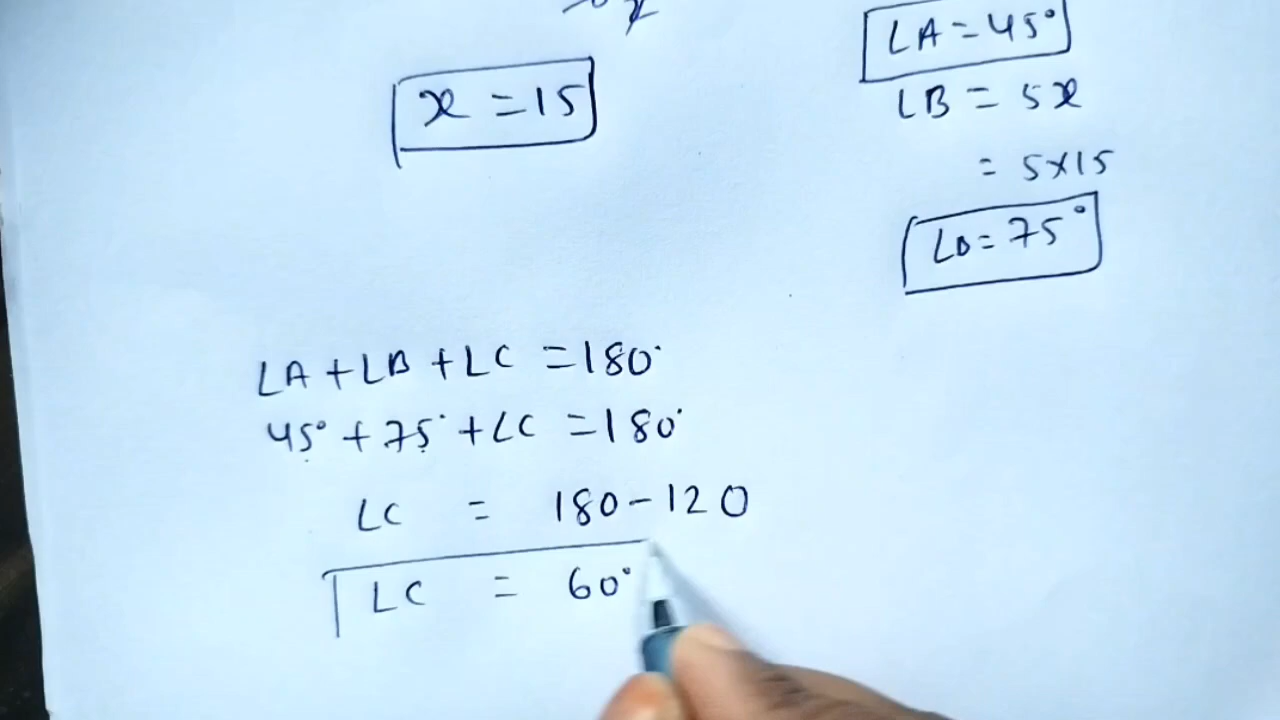 x = 15
∠A = 45°
∠B = 5x
= 5×15
∠B = 75°
∠A + ∠B + ∠C = 180°
45° + 75° + ∠C = 180°
∠C = 180 - 120
∠C = 60°